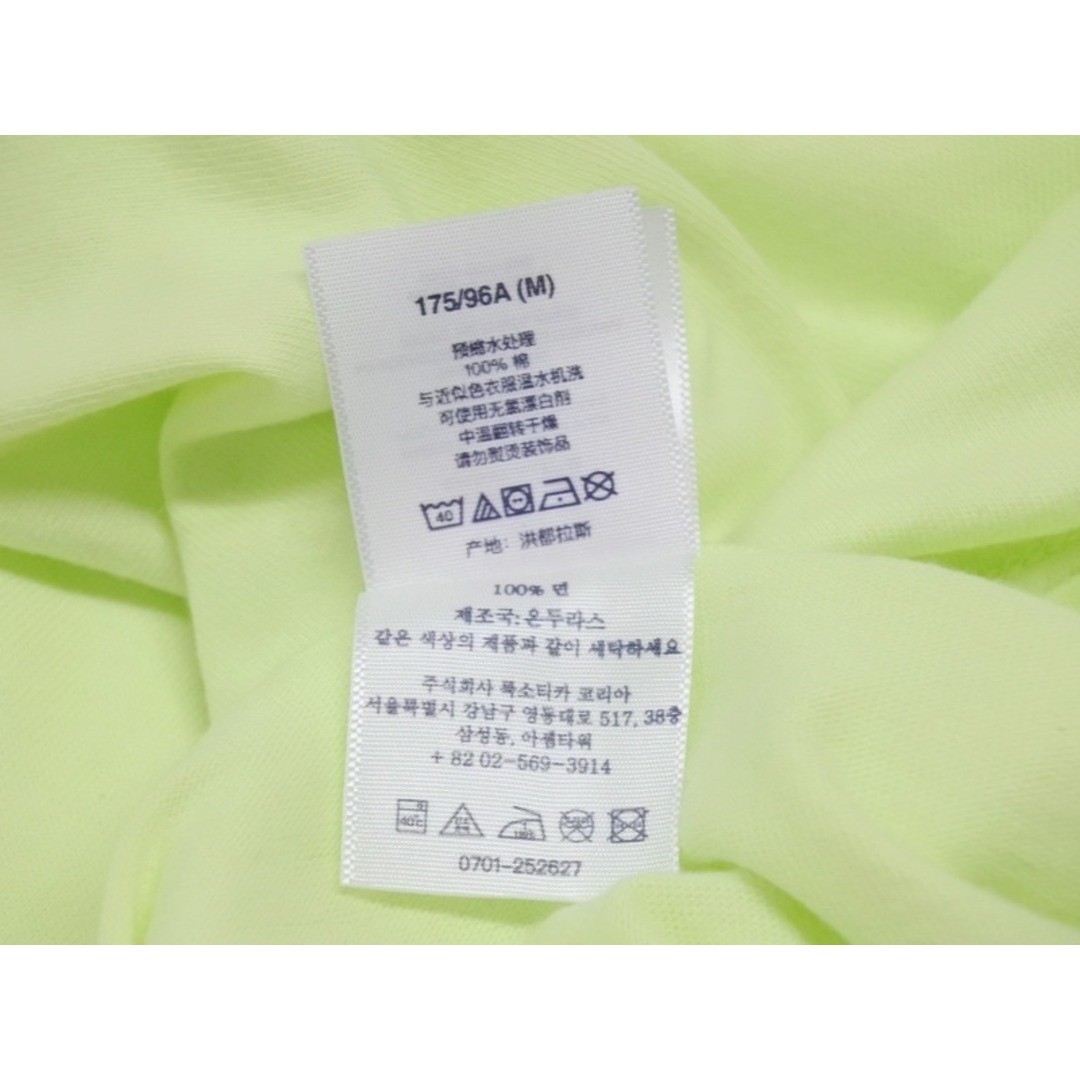 175/96A (M)
预缩水处理
100% 棉
与近似色衣服温水机洗
可使用无氯漂白剂
中温翻转干燥
请勿熨烫装饰品
40
产地：洪都拉斯
100% 면
제조국: 온두라스
같은 색상의 제품과 같이 세탁하세요
주식회사 룩소티카 코리아
서울특별시 강남구 영동대로 517, 38층
삼성동, 아셈타워
+ 82 02-569-3914
40°C
0701-252627